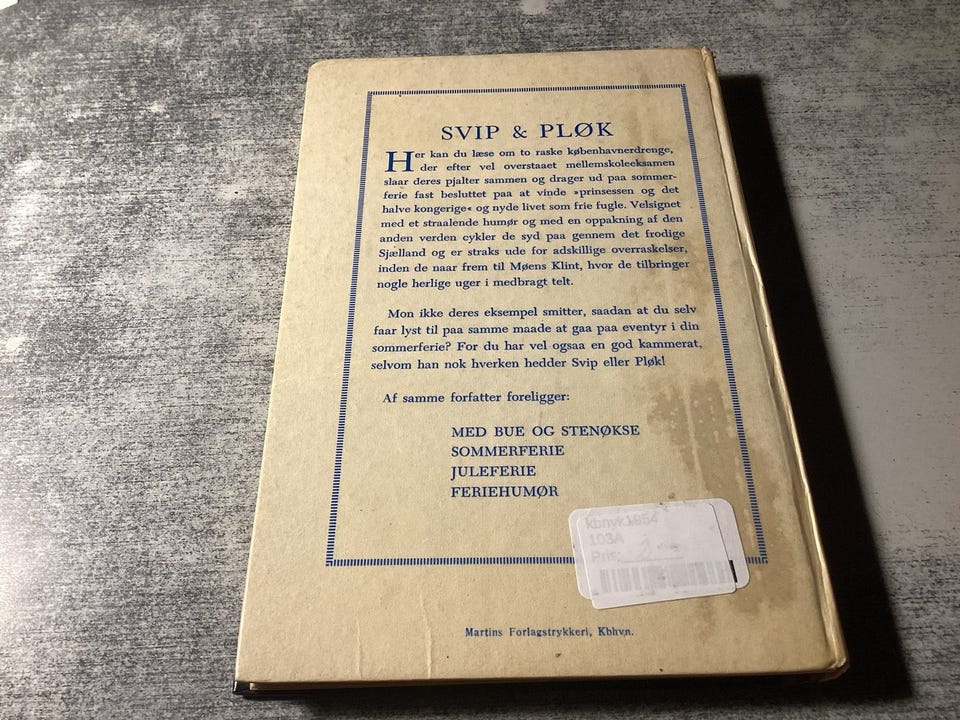 SVIP & PLØK
Her kan du læse om to raske københavnerdrenge,
der efter vel overstaaet mellemskoleeksamen
slaar deres pjalter sammen og drager ud paa sommer-
ferie fast besluttet paa at vinde »prinsessen og det
halve kongerige« og nyde livet som frie fugle. Velsignet
med et straalende humør og med en oppakning af den
anden verden cykler de syd paa gennem det frodige
Sjælland og er straks ude for adskillige overraskelser,
inden de naar frem til Møens Klint, hvor de tilbringer
nogle herlige uger i medbragt telt.
Mon ikke deres eksempel smitter, saadan at du selv
faar lyst til paa samme maade at gaa paa eventyr i din
sommerferie? For du har vel ogsaa en god kammerat,
selvom han nok hverken hedder Svip eller Pløk!
Af samme forfatter foreligger:
MED BUE OG STENØKSE
SOMMERFERIE
JULEFERIE
FERIEHUMØR
103A
Pris:
Martins Forlagstrykkeri, Kbhvn.